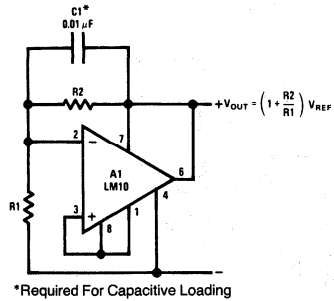 C1*
0.01 μF
R2
+VOUT = (1 + R2/R1) VREF
2
−
7
A1
LM10
6
4
R1
3
+
1
8
−
*Required For Capacitive Loading